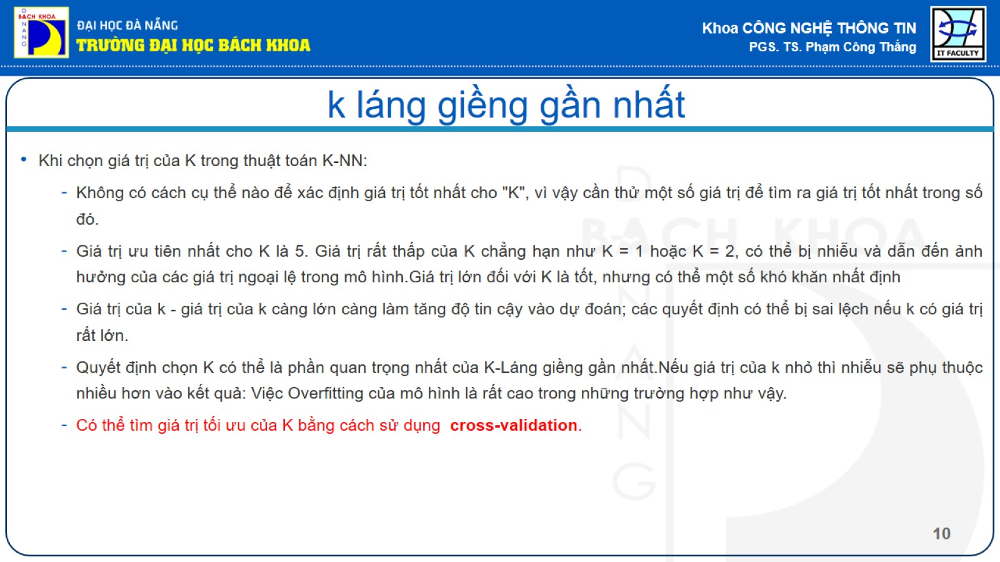 ĐẠI HỌC ĐÀ NẴNG
TRƯỜNG ĐẠI HỌC BÁCH KHOA
Khoa CÔNG NGHỆ THÔNG TIN
PGS. TS. Phạm Công Thắng
DANANG
BACH KHOA
IT FACULTY
k láng giềng gần nhất
• Khi chọn giá trị của K trong thuật toán K-NN:
- Không có cách cụ thể nào để xác định giá trị tốt nhất cho "K", vì vậy cần thử một số giá trị để tìm ra giá trị tốt nhất trong số
đó.
- Giá trị ưu tiên nhất cho K là 5. Giá trị rất thấp của K chẳng hạn như K = 1 hoặc K = 2, có thể bị nhiễu và dẫn đến ảnh
hưởng của các giá trị ngoại lệ trong mô hình.Giá trị lớn đối với K là tốt, nhưng có thể một số khó khăn nhất định
- Giá trị của k - giá trị của k càng lớn càng làm tăng độ tin cậy vào dự đoán; các quyết định có thể bị sai lệch nếu k có giá trị
rất lớn.
- Quyết định chọn K có thể là phần quan trọng nhất của K-Láng giềng gần nhất.Nếu giá trị của k nhỏ thì nhiễu sẽ phụ thuộc
nhiều hơn vào kết quả: Việc Overfitting của mô hình là rất cao trong những trường hợp như vậy.
- Có thể tìm giá trị tối ưu của K bằng cách sử dụng cross-validation.
DANANG
BACH KHOA
10